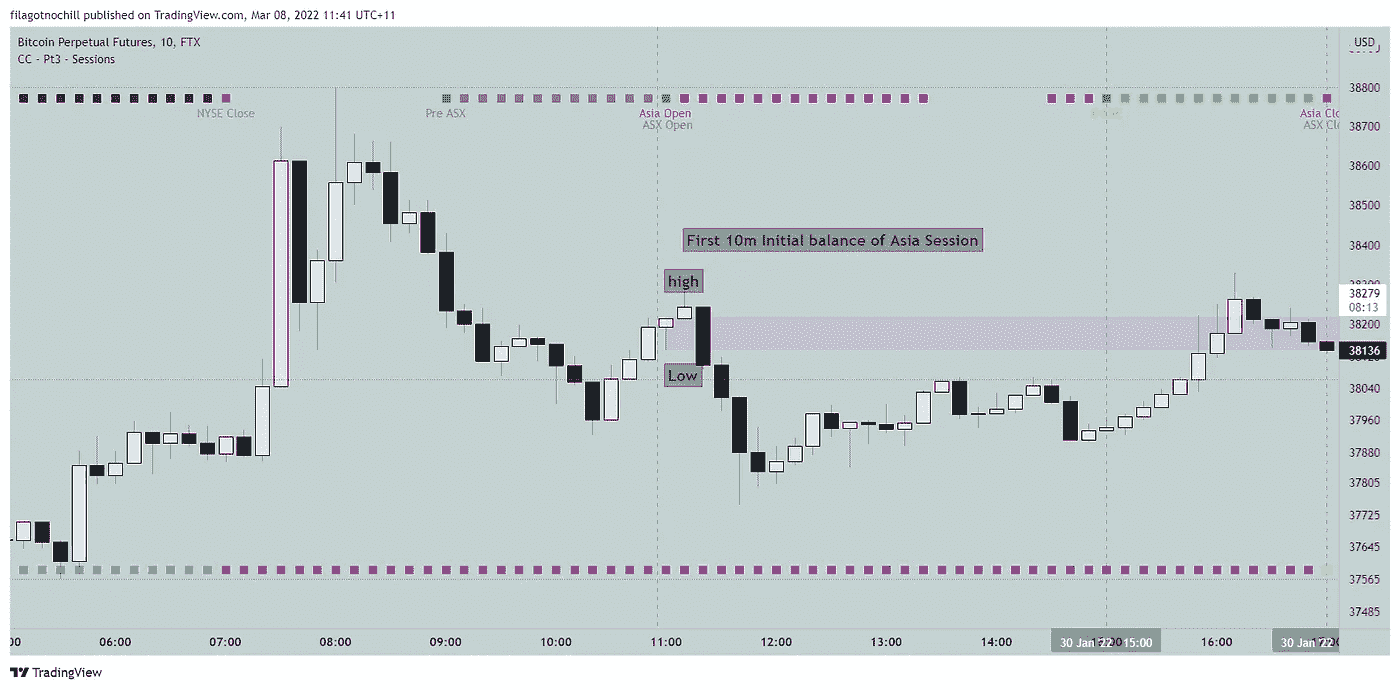 filagotnochill published on TradingView.com, Mar 08, 2022 11:41 UTC+11
Bitcoin Perpetual Futures, 10, FTX
USD
CC - Pt3 - Sessions
38800
NYSE Close
Pre ASX
Asia Open
Asia Clo
ASX Open
ASX Clo
38700
38600
38500
First 10m Initial balance of Asia Session
38400
high
38279
08:13
38200
38136
Low
38040
37960
37880
37805
37725
37645
37565
37485
06:00 07:00 08:00 09:00 10:00 11:00 12:00 13:00 14:00 30 Jan 22 15:00 16:00 30 Jan 22
TradingView